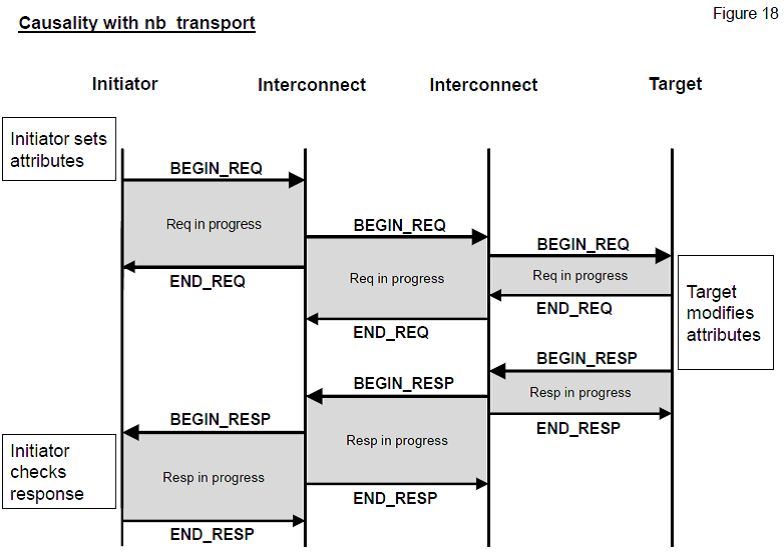 Figure 18
Causality with nb_transport
Initiator
Interconnect
Interconnect
Target
Initiator sets
attributes
BEGIN_REQ
Req in progress
END_REQ
BEGIN_REQ
Req in progress
END_REQ
BEGIN_REQ
Req in progress
END_REQ
Target
modifies
attributes
BEGIN_RESP
Resp in progress
END_RESP
BEGIN_RESP
Resp in progress
END_RESP
BEGIN_RESP
Resp in progress
END_RESP
Initiator
checks
response